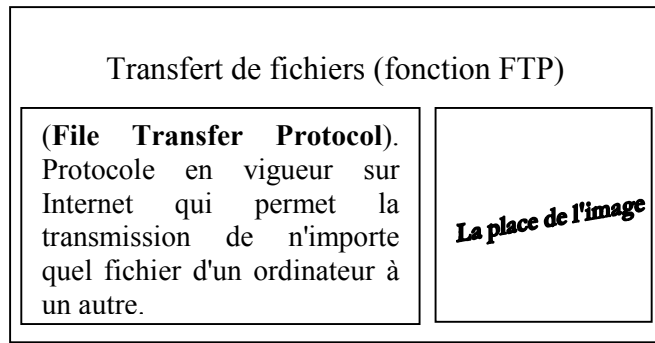 Transfert de fichiers (fonction FTP)
(File Transfer Protocol).
Protocole en vigueur sur
Internet qui permet la
transmission de n'importe
quel fichier d'un ordinateur à
un autre.
La place de l'image